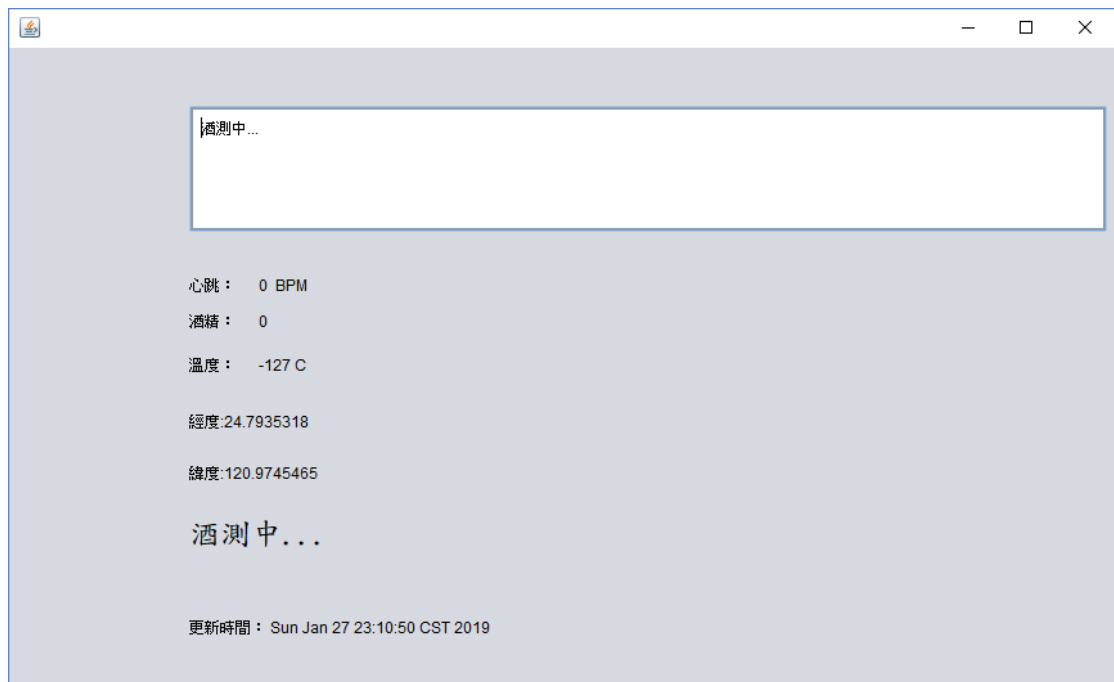 酒測中...
心跳： 0 BPM
酒精： 0
溫度： -127 C
經度:24.7935318
緯度:120.9745465
酒測中...
更新時間： Sun Jan 27 23:10:50 CST 2019